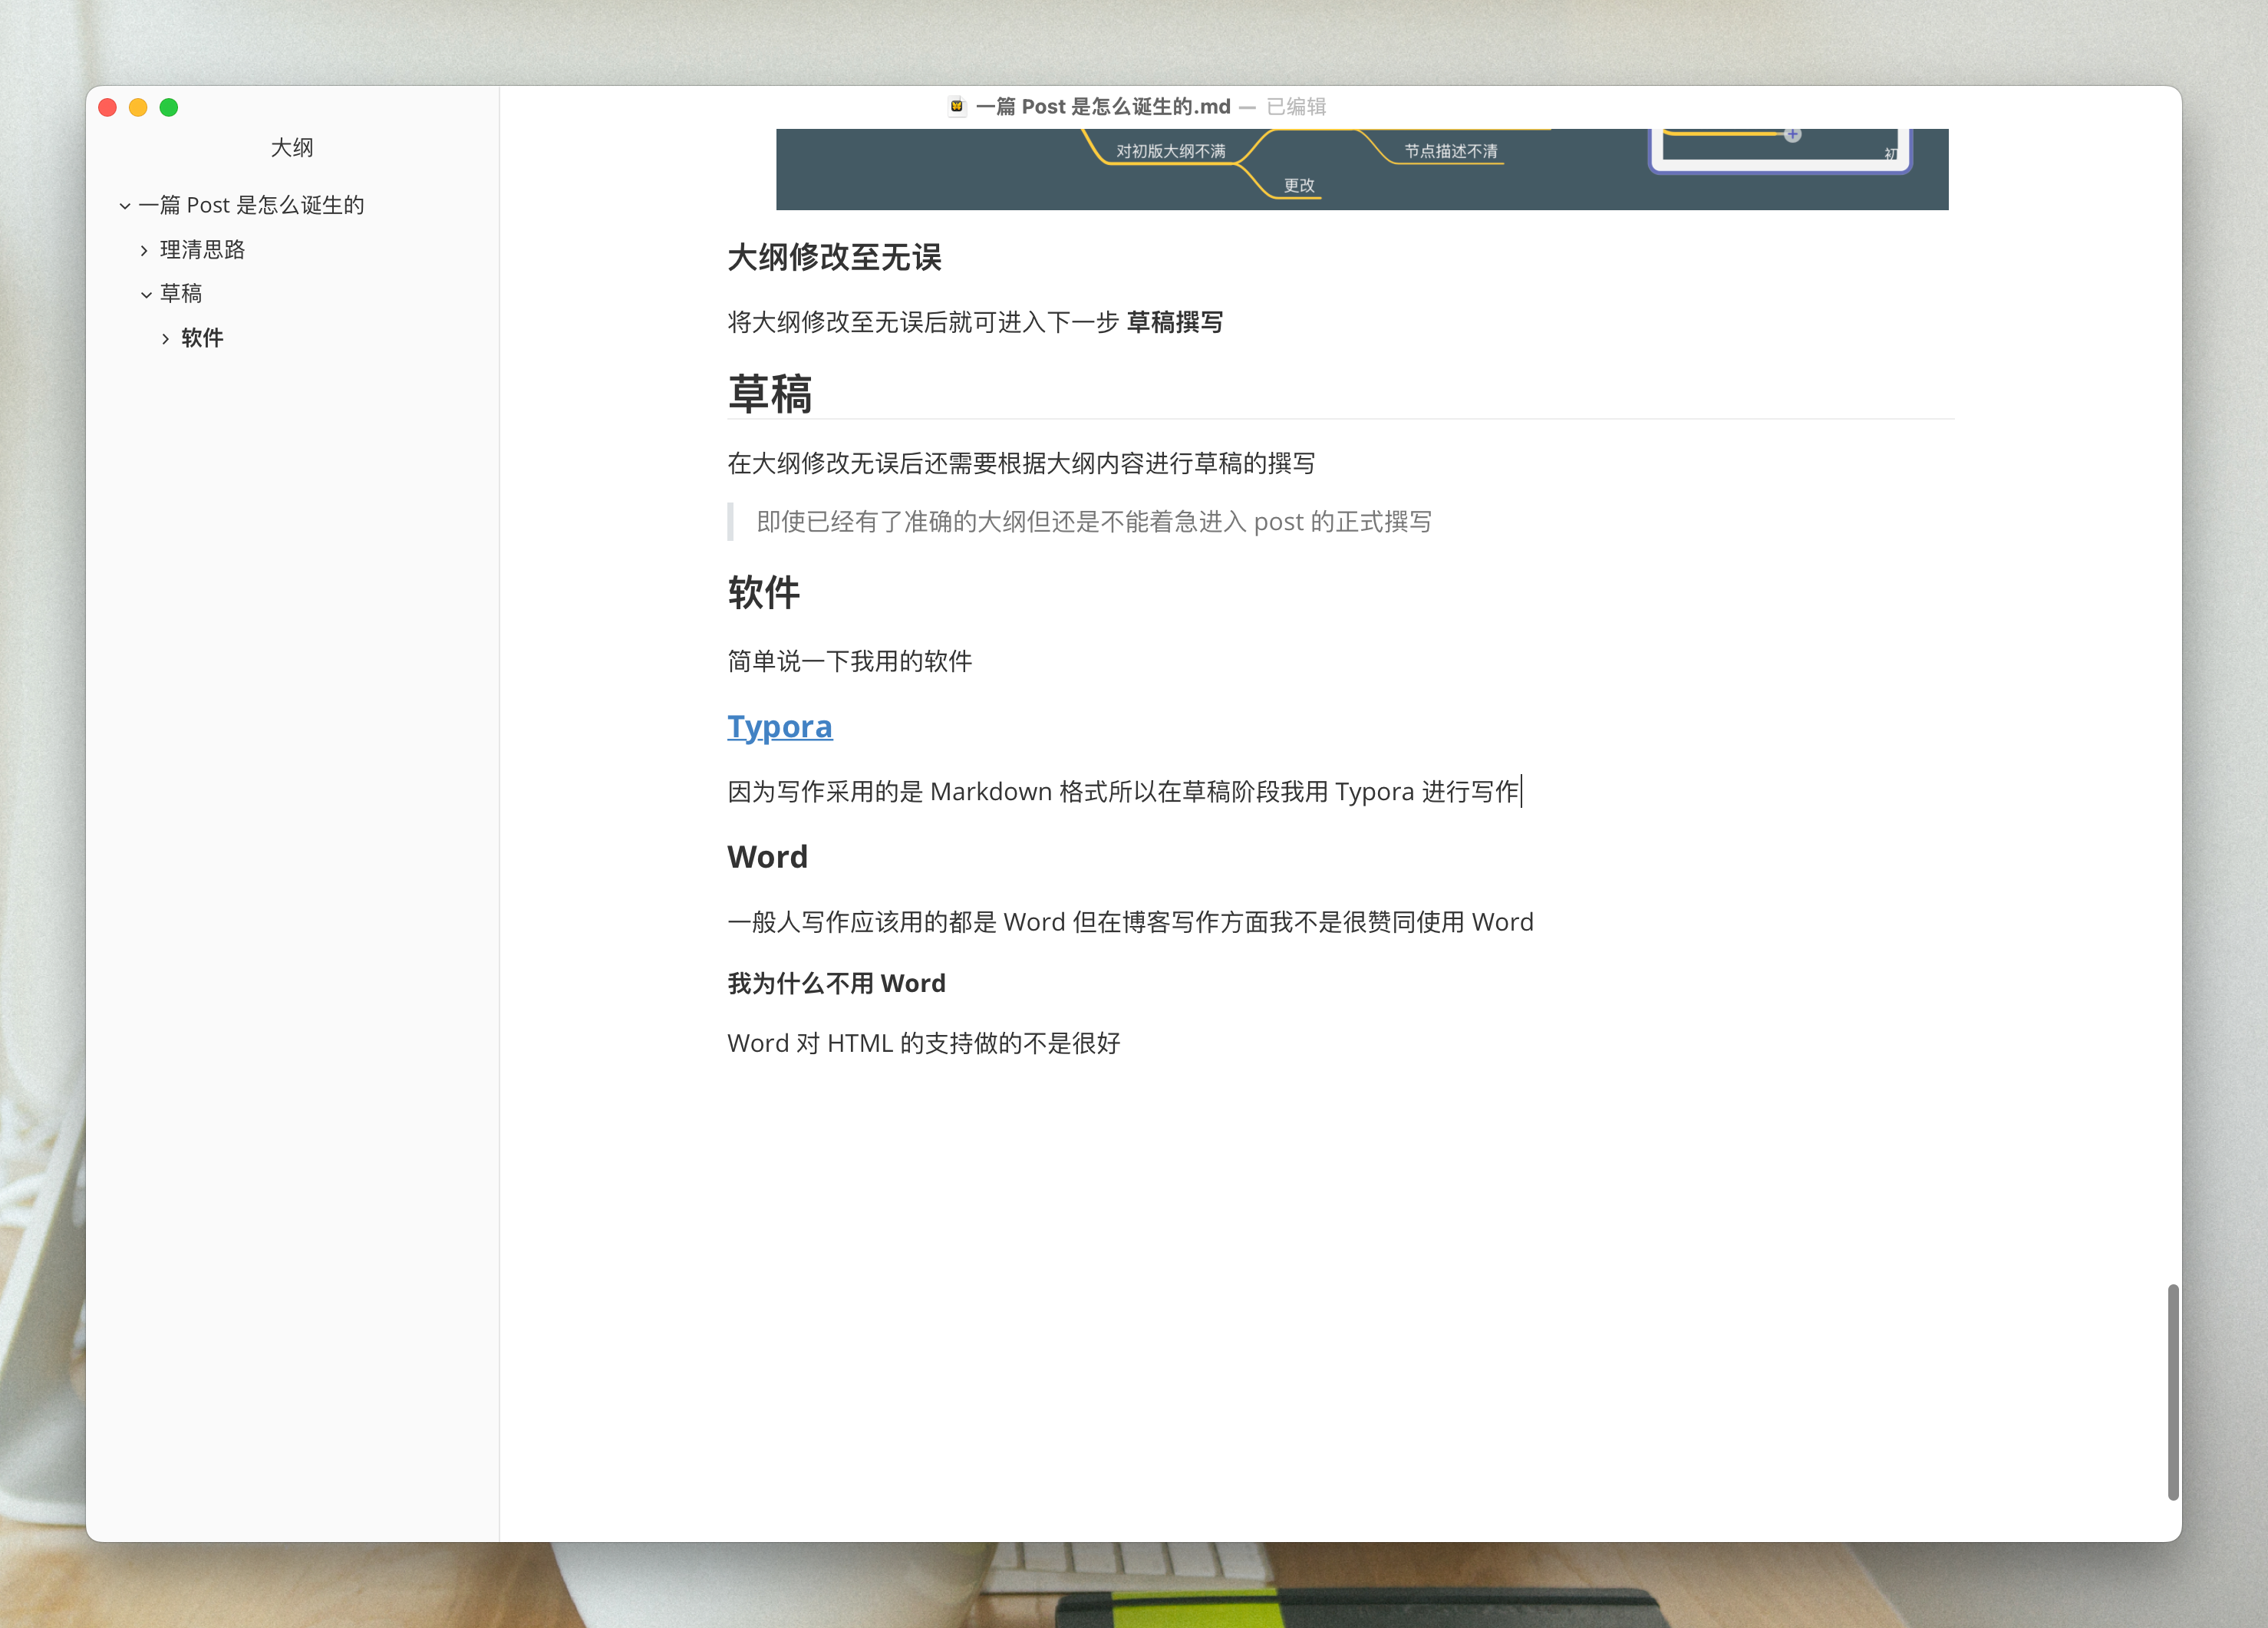 一篇 Post 是怎么诞生的.md — 已编辑
大纲
一篇 Post 是怎么诞生的
理清思路
草稿
软件
对初版大纲不满
节点描述不清
更改
初
大纲修改至无误
将大纲修改至无误后就可进入下一步 草稿撰写
草稿
在大纲修改无误后还需要根据大纲内容进行草稿的撰写
即使已经有了准确的大纲但还是不能着急进入 post 的正式撰写
软件
简单说一下我用的软件
Typora
因为写作采用的是 Markdown 格式所以在草稿阶段我用 Typora 进行写作
Word
一般人写作应该用的都是 Word 但在博客写作方面我不是很赞同使用 Word
我为什么不用 Word
Word 对 HTML 的支持做的不是很好